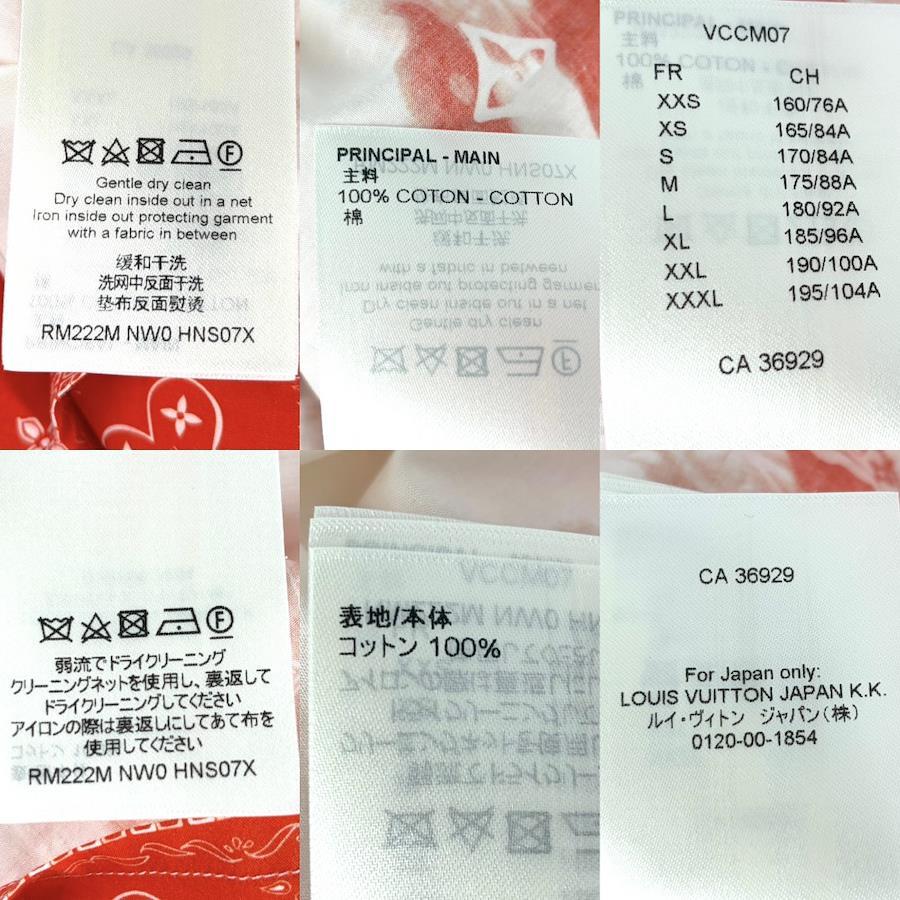 Gentle dry clean
Dry clean inside out in a net
Iron inside out protecting garment
with a fabric in between
缓和干洗
洗网中反面干洗
垫布反面熨烫
RM222M NW0 HNS07X
PRINCIPAL - MAIN
主料
100% COTON - COTTON
棉
VCCM07
FR CH
XXS 160/76A
XS 165/84A
S 170/84A
M 175/88A
L 180/92A
XL 185/96A
XXL 190/100A
XXXL 195/104A
CA 36929
弱流でドライクリーニング
クリーニングネットを使用し、裏返して
ドライクリーニングしてください
アイロンの際は裏返しにしてあて布を
使用してください
RM222M NW0 HNS07X
表地/本体
コットン 100%
CA 36929
For Japan only:
LOUIS VUITTON JAPAN K.K.
ルイ・ヴィトン ジャパン(株)
0120-00-1854